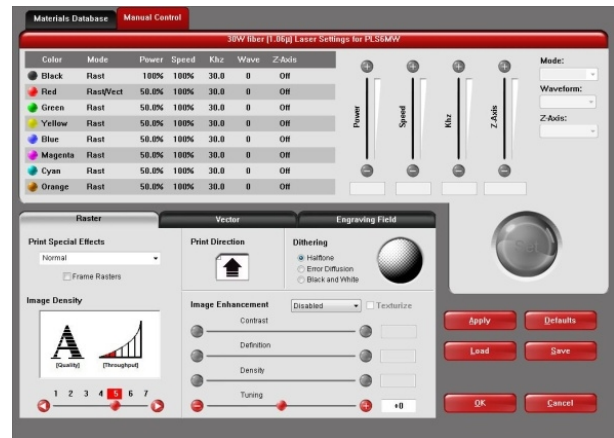 Materials Database Manual Control
30W fiber [1.06µ] Laser Settings for PLS6MW
Color Mode Power Speed Khz Wave Z-Axis
Black Rast 100% 100% 30.0 0 Off
Red Rast/Vect 50.0% 100% 30.0 0 Off
Green Rast 50.0% 100% 30.0 0 Off
Yellow Rast 50.0% 100% 30.0 0 Off
Blue Rast 50.0% 100% 30.0 0 Off
Magenta Rast 50.0% 100% 30.0 0 Off
Cyan Rast 50.0% 100% 30.0 0 Off
Orange Rast 50.0% 100% 30.0 0 Off
Power
Speed
Khz
Z-Axis
Mode:
Waveform:
Z-Axis:
Set
Raster Vector Engraving Field
Print Special Effects
Normal
Frame Rasters
Image Density
A
[Quality] [Throughput]
1 2 3 4 5 6 7
Print Direction
Dithering
Halftone
Error Diffusion
Black and White
Image Enhancement Disabled Texturize
Contrast
Definition
Density
Tuning
+0
Apply Defaults
Load Save
OK Cancel